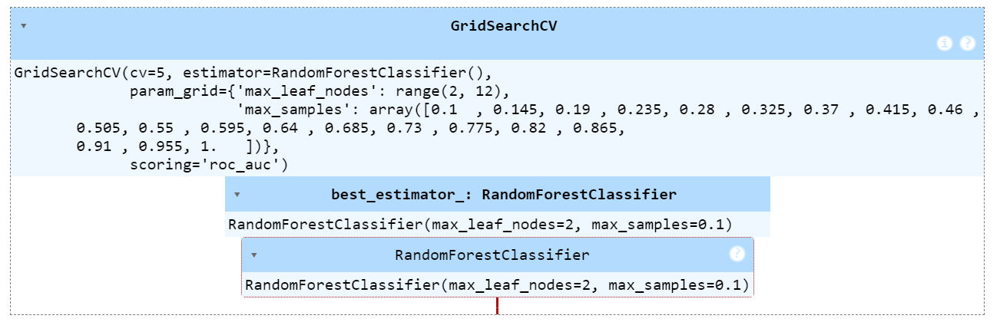 ▾ GridSearchCV
i ?
GridSearchCV(cv=5, estimator=RandomForestClassifier(),
             param_grid={'max_leaf_nodes': range(2, 12),
                         'max_samples': array([0.1  , 0.145, 0.19 , 0.235, 0.28 , 0.325, 0.37 , 0.415, 0.46 ,
       0.505, 0.55 , 0.595, 0.64 , 0.685, 0.73 , 0.775, 0.82 , 0.865,
       0.91 , 0.955, 1.   ])},
             scoring='roc_auc')
▾ best_estimator_: RandomForestClassifier
RandomForestClassifier(max_leaf_nodes=2, max_samples=0.1)
▾ RandomForestClassifier ?
RandomForestClassifier(max_leaf_nodes=2, max_samples=0.1)